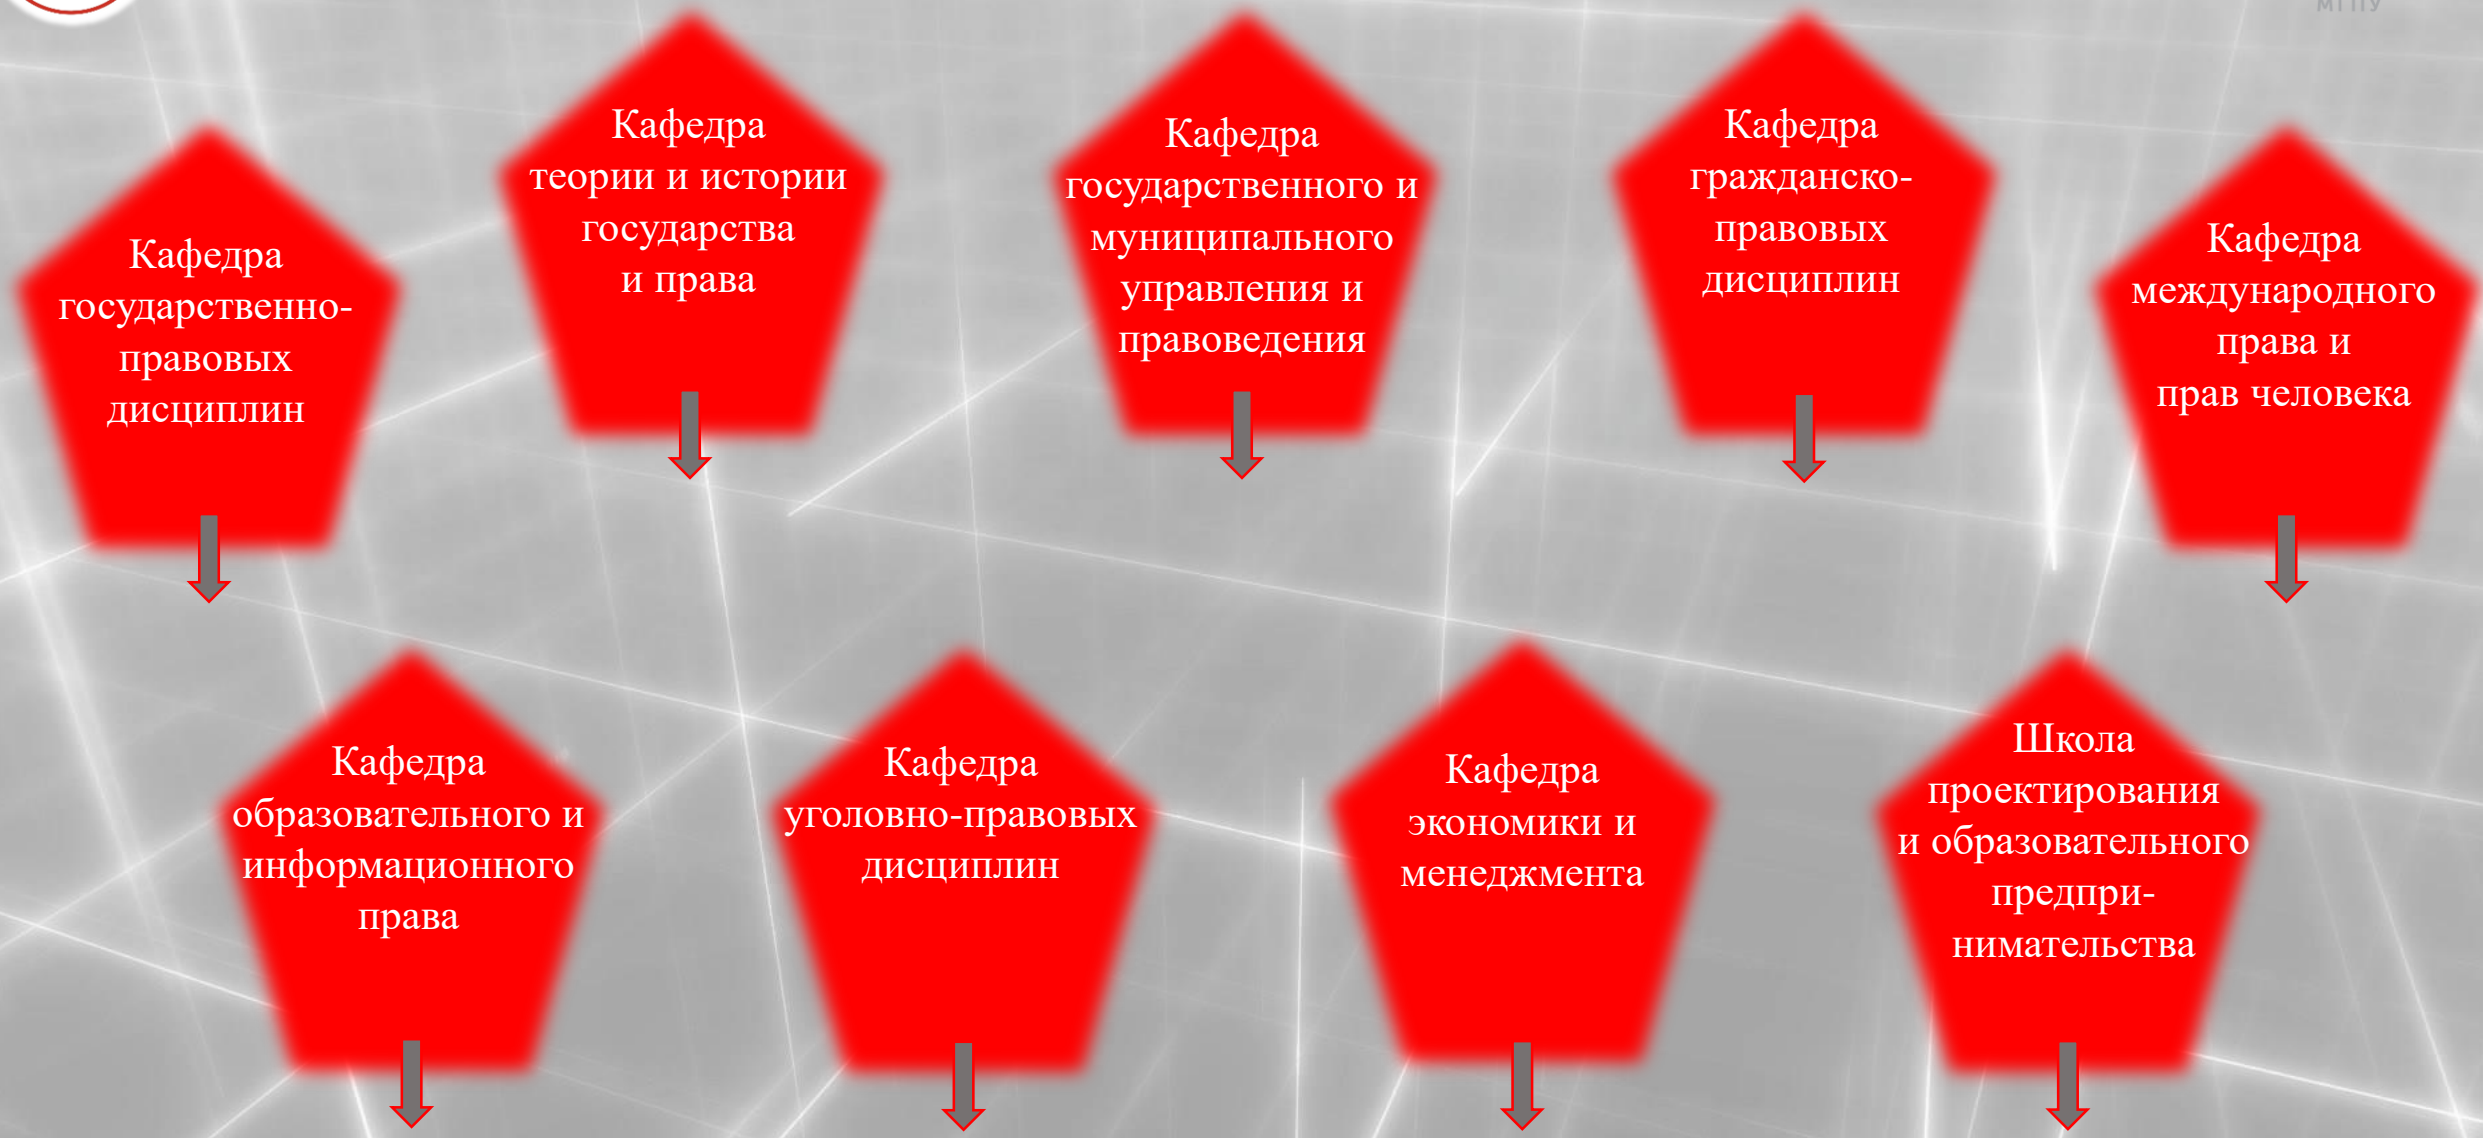 МГПУ
Кафедра
государственно-
правовых
дисциплин
Кафедра
теории и истории
государства
и права
Кафедра
государственного и
муниципального
управления и
правоведения
Кафедра
гражданско-
правовых
дисциплин
Кафедра
международного
права и
прав человека
Кафедра
образовательного и
информационного
права
Кафедра
уголовно-правовых
дисциплин
Кафедра
экономики и
менеджмента
Школа
проектирования
и образовательного
предпри-
нимательства